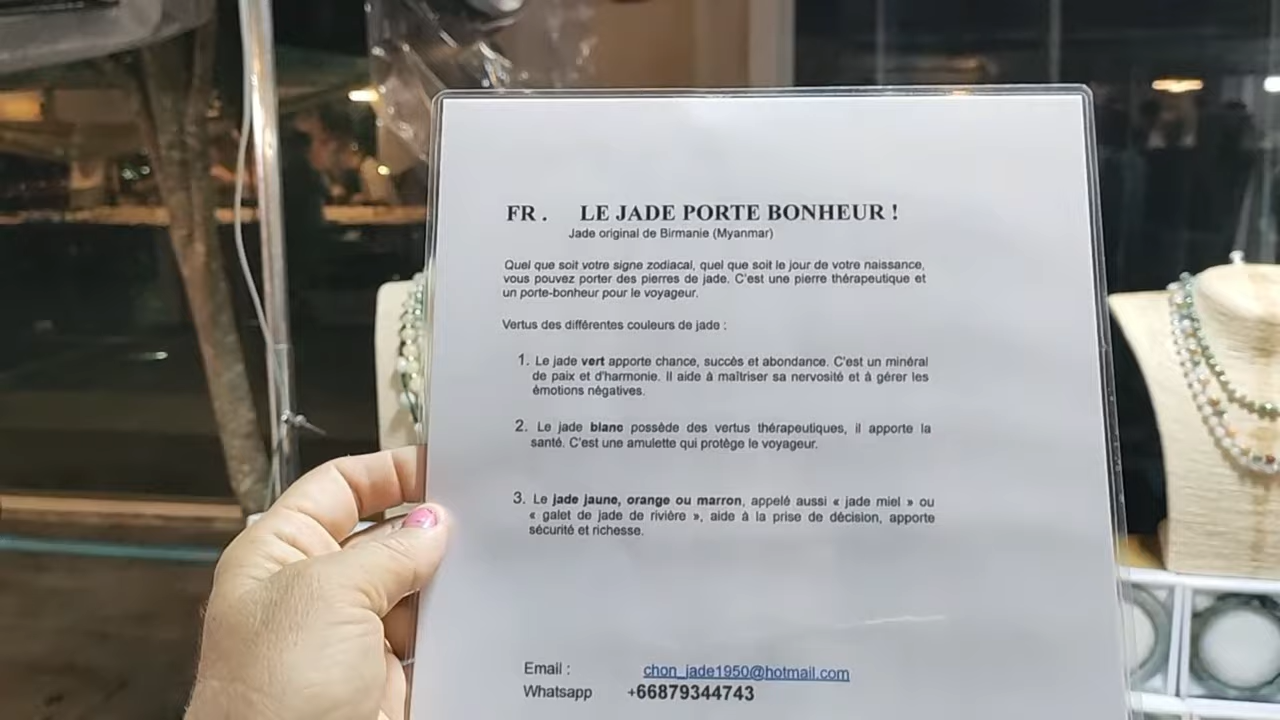 FR .    LE JADE PORTE BONHEUR !
Jade original de Birmanie (Myanmar)
Quel que soit votre signe zodiacal, quel que soit le jour de votre naissance,
vous pouvez porter des pierres de jade. C'est une pierre thérapeutique et
un porte-bonheur pour le voyageur.
Vertus des différentes couleurs de jade :
1. Le jade vert apporte chance, succès et abondance. C'est un minéral
de paix et d'harmonie. Il aide à maîtriser sa nervosité et à gérer les
émotions négatives.
2. Le jade blanc possède des vertus thérapeutiques, il apporte la
santé. C'est une amulette qui protège le voyageur.
3. Le jade jaune, orange ou marron, appelé aussi « jade miel » ou
« galet de jade de rivière », aide à la prise de décision, apporte
sécurité et richesse.
Email : chon_jade1950@hotmail.com
Whatsapp +66879344743